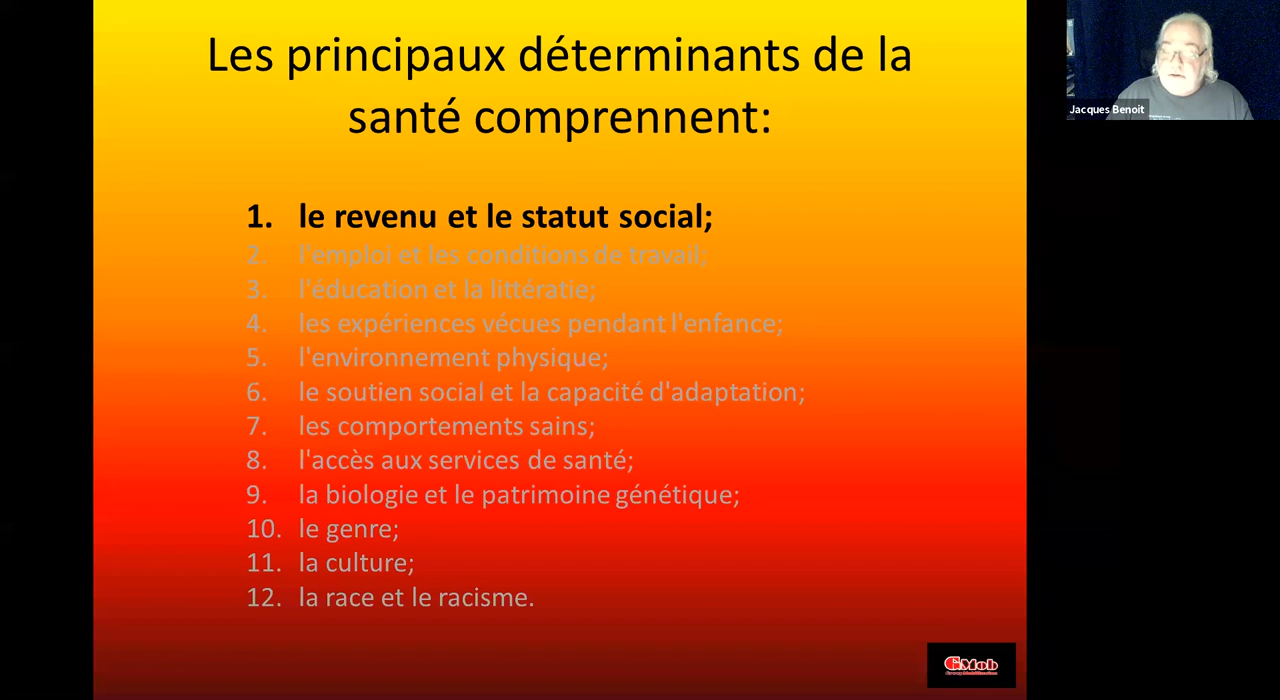 Les principaux déterminants de la
santé comprennent:
1. le revenu et le statut social;
2. l'emploi et les conditions de travail;
3. l'éducation et la littératie;
4. les expériences vécues pendant l'enfance;
5. l'environnement physique;
6. le soutien social et la capacité d'adaptation;
7. les comportements sains;
8. l'accès aux services de santé;
9. la biologie et le patrimoine génétique;
10. le genre;
11. la culture;
12. la race et le racisme.
Jacques Benoit
GMob